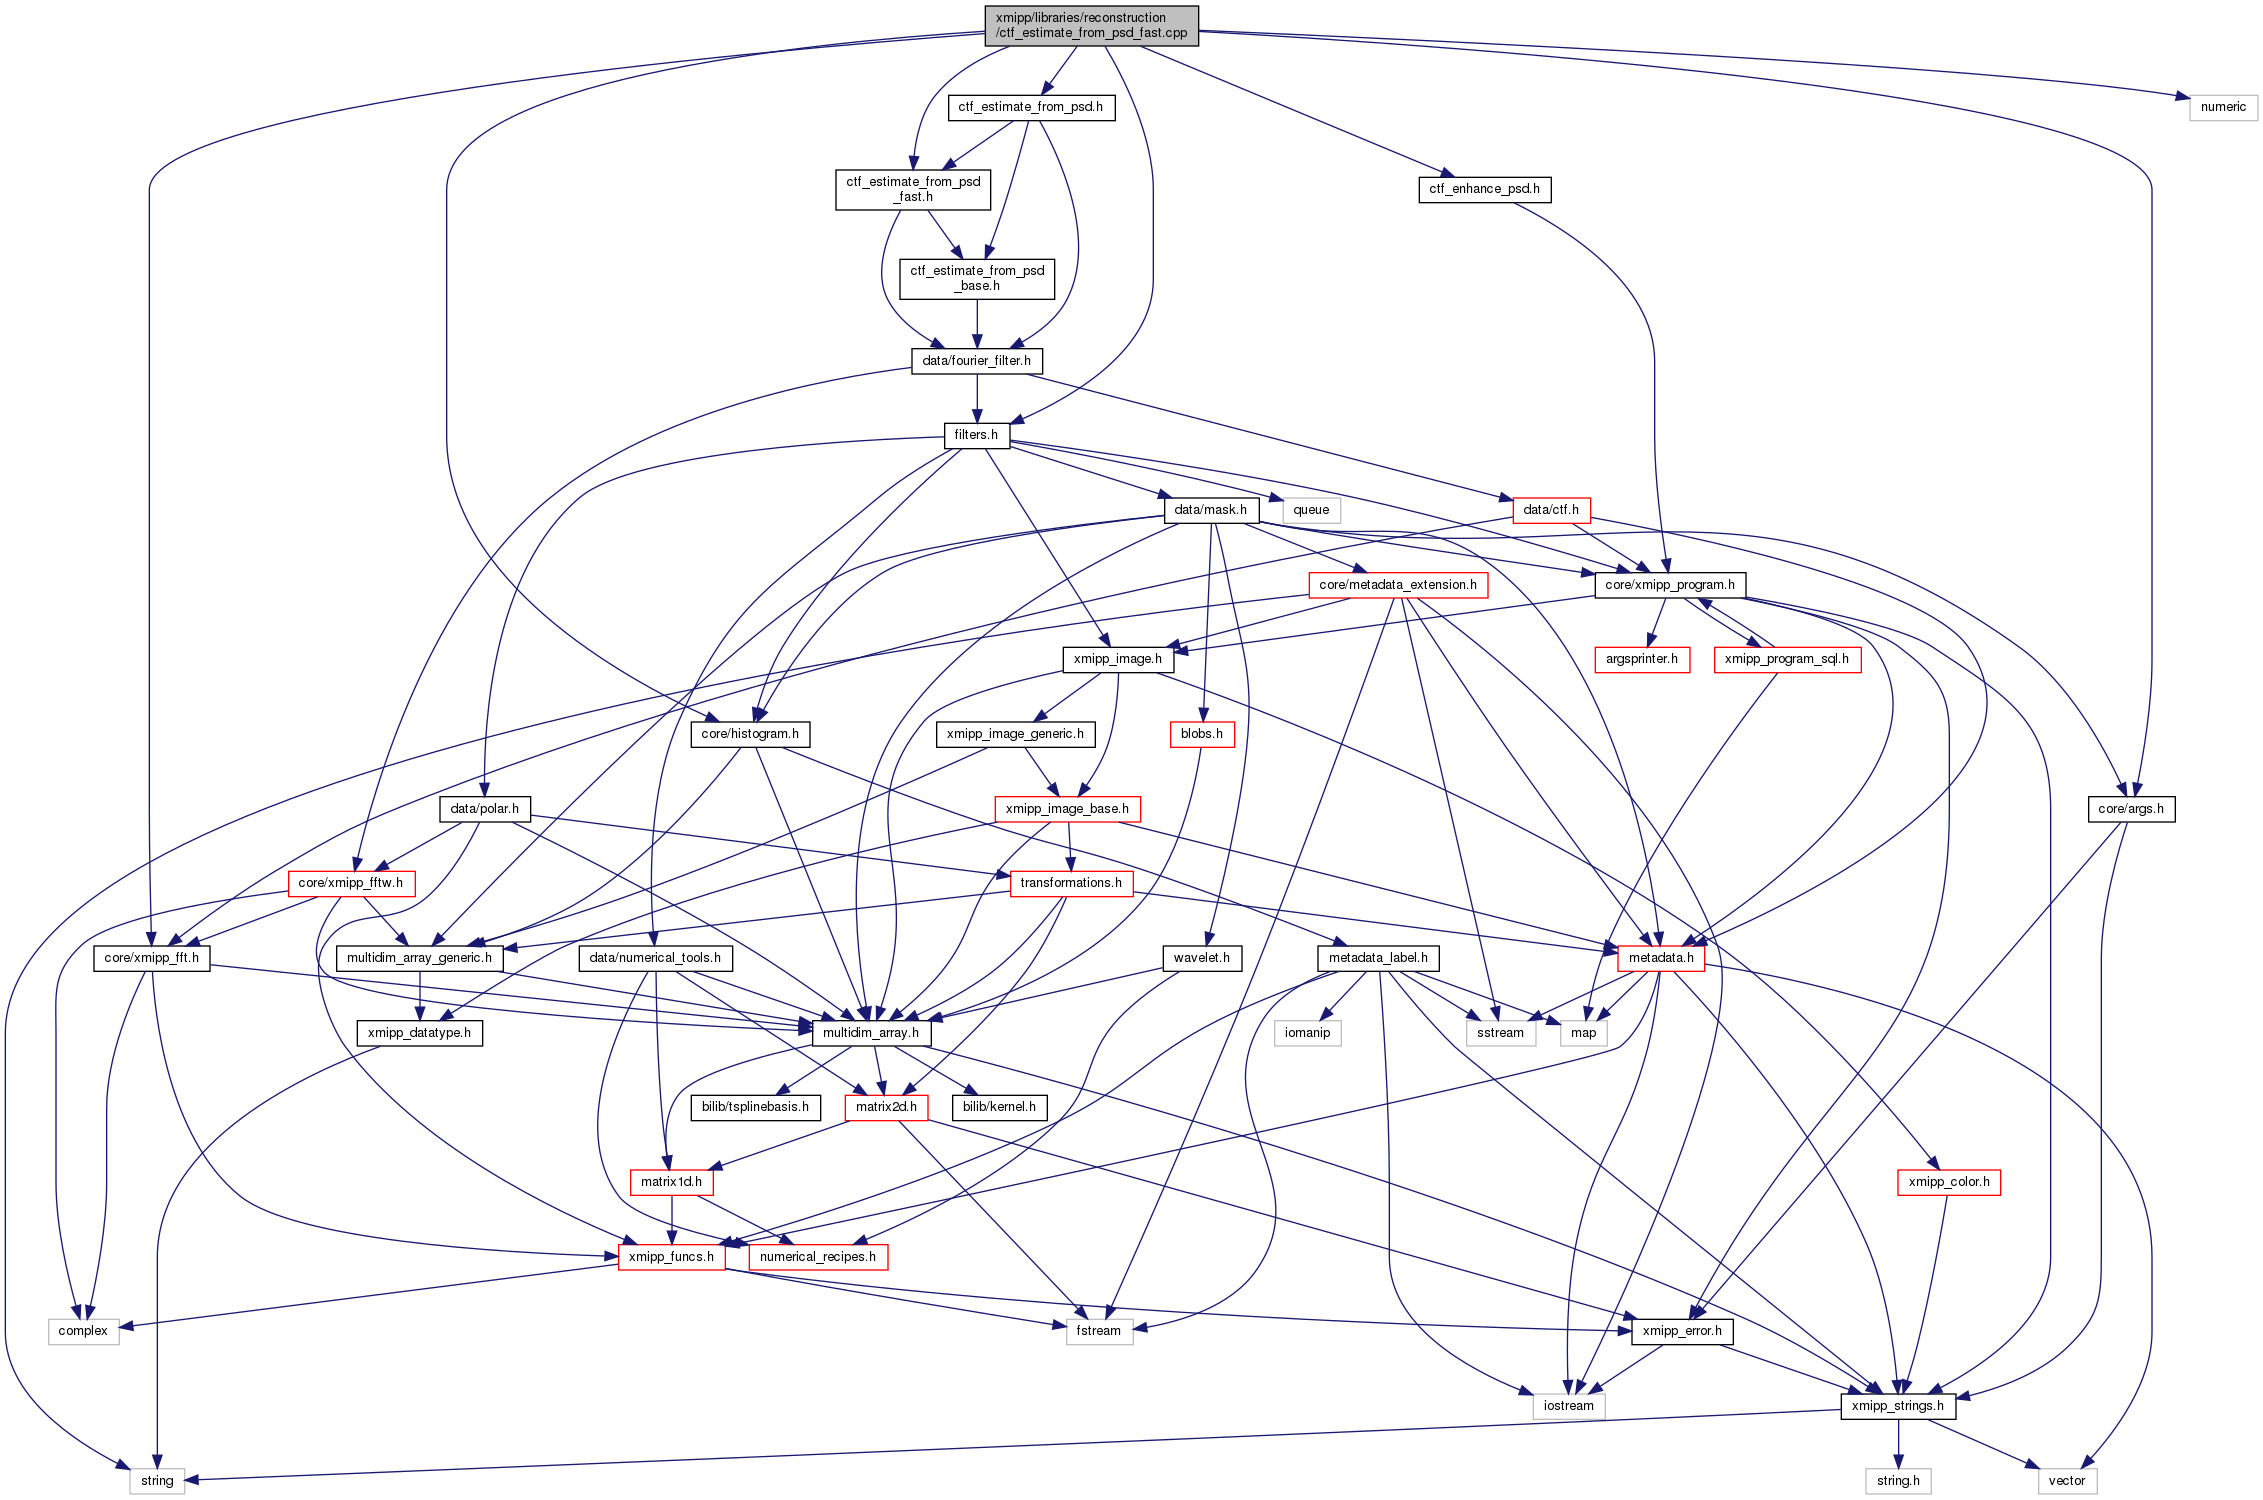 xmipp/libraries/reconstruction
/ctf_estimate_from_psd_fast.cpp
ctf_estimate_from_psd.h
numeric
ctf_estimate_from_psd
_fast.h
ctf_enhance_psd.h
ctf_estimate_from_psd
_base.h
data/fourier_filter.h
filters.h
data/mask.h
queue
data/ctf.h
core/metadata_extension.h
core/xmipp_program.h
xmipp_image.h
argsprinter.h
xmipp_program_sql.h
core/histogram.h
xmipp_image_generic.h
blobs.h
data/polar.h
xmipp_image_base.h
core/args.h
core/xmipp_fftw.h
transformations.h
core/xmipp_fft.h
multidim_array_generic.h
data/numerical_tools.h
wavelet.h
metadata_label.h
metadata.h
xmipp_datatype.h
multidim_array.h
iomanip
sstream
map
bilib/tsplinebasis.h
matrix2d.h
bilib/kernel.h
matrix1d.h
xmipp_color.h
xmipp_funcs.h
numerical_recipes.h
complex
fstream
xmipp_error.h
iostream
xmipp_strings.h
string
string.h
vector